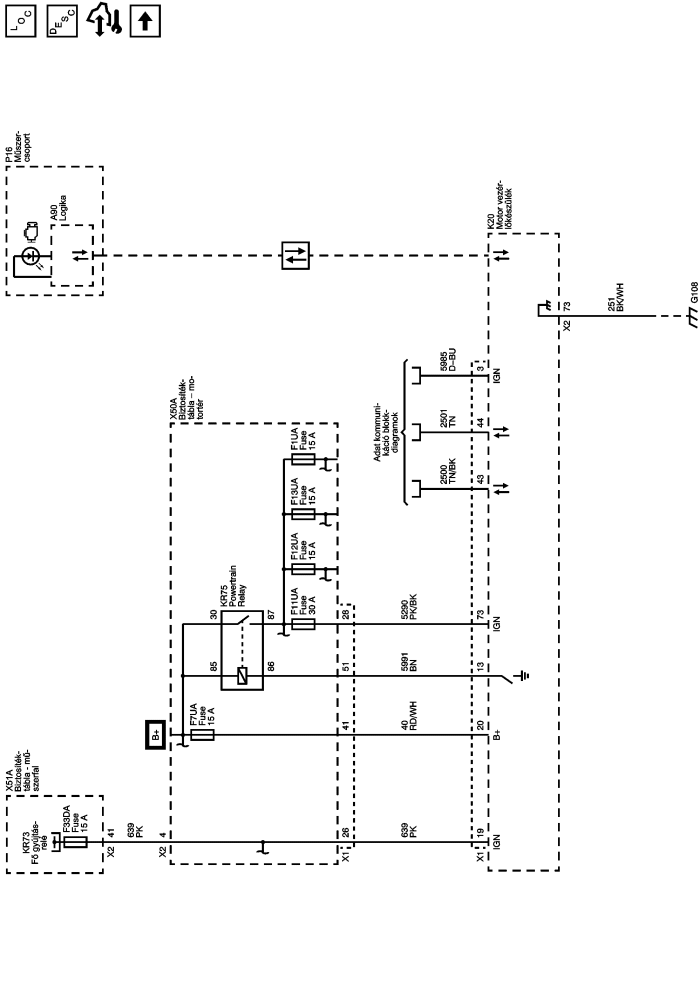 LOC
DESC
P16
Műszer-
csoport
A90
Logika
K20
Motor vezér-
lőkészülék
73
X2
251
BK/WH
G108
X50A
Biztosíték-
tábla – mo-
tortér
Adat kommuni-
káció blokk-
diagramok
5985
D–BU
3
IGN
2501
TN
44
2500
TN/BK
43
F1UA
Fuse
15 A
F13UA
Fuse
15 A
F12UA
Fuse
15 A
F11UA
Fuse
30 A
KR75
Powertrain
Relay
30
87
85
86
28
5290
PK/BK
73
IGN
51
5991
BN
13
B+
F7UA
Fuse
15 A
41
40
RD/WH
20
B+
X51A
Biztosíték-
tábla - mű-
szerfal
KR73
Fő gyújtás-
relé
F33DA
Fuse
15 A
41
X2
639
PK
4
X2
26
X1
639
PK
19
X1
IGN